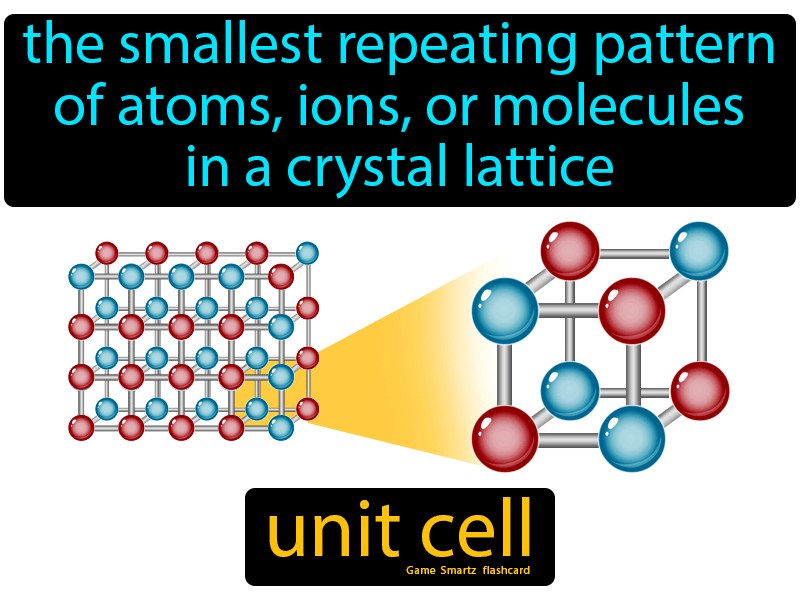 the smallest repeating pattern
of atoms, ions, or molecules
in a crystal lattice
unit cell
Game Smartz flashcard